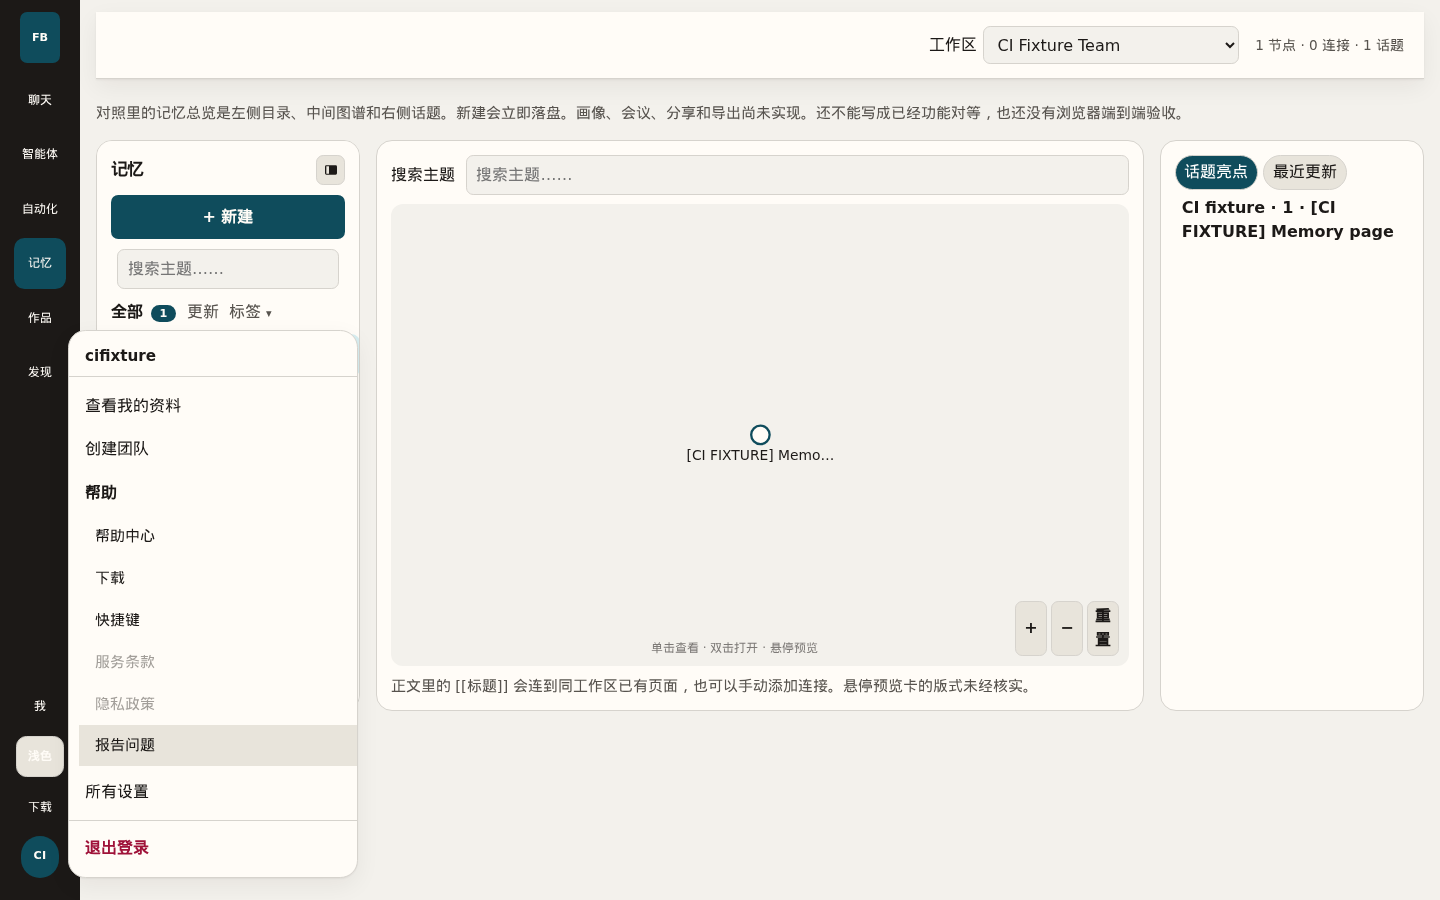 FB
聊天
智能体
自动化
记忆
作品
发现
我
浅色
下载
CI
工作区
CI Fixture Team
1 节点 · 0 连接 · 1 话题
对照里的记忆总览是左侧目录、中间图谱和右侧话题。新建会立即落盘。画像、会议、分享和导出尚未实现。还不能写成已经功能对等，也还没有浏览器端到端验收。
记忆
+ 新建
搜索主题……
全部 1 更新 标签 ▾
cifixture
查看我的资料
创建团队
帮助
帮助中心
下载
快捷键
服务条款
隐私政策
报告问题
所有设置
退出登录
搜索主题 搜索主题……
[CI FIXTURE] Memo…
+
−
重
置
单击查看 · 双击打开 · 悬停预览
正文里的 [[标题]] 会连到同工作区已有页面，也可以手动添加连接。悬停预览卡的版式未经核实。
话题亮点 最近更新
CI fixture · 1 · [CI
FIXTURE] Memory page